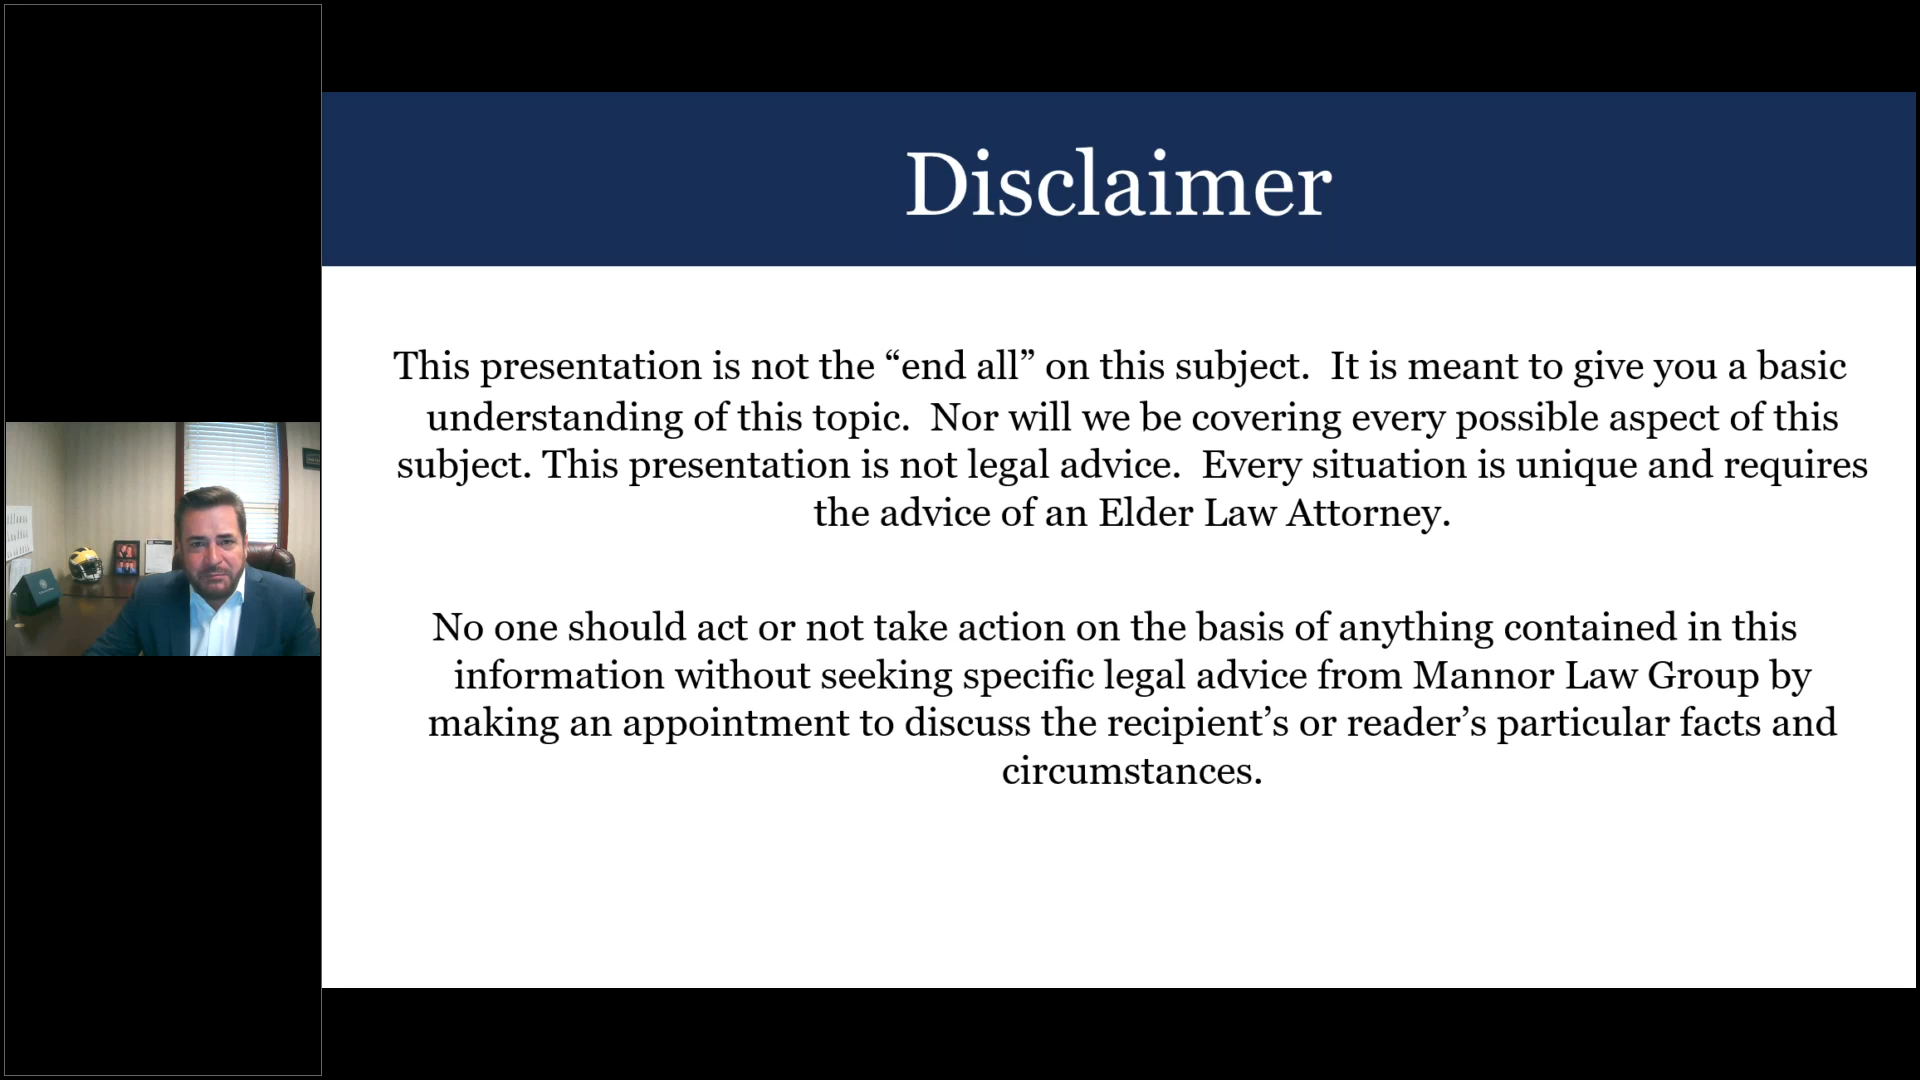 Disclaimer
This presentation is not the “end all” on this subject.  It is meant to give you a basic
understanding of this topic.  Nor will we be covering every possible aspect of this
subject. This presentation is not legal advice.  Every situation is unique and requires
the advice of an Elder Law Attorney.
No one should act or not take action on the basis of anything contained in this
information without seeking specific legal advice from Mannor Law Group by
making an appointment to discuss the recipient’s or reader’s particular facts and
circumstances.